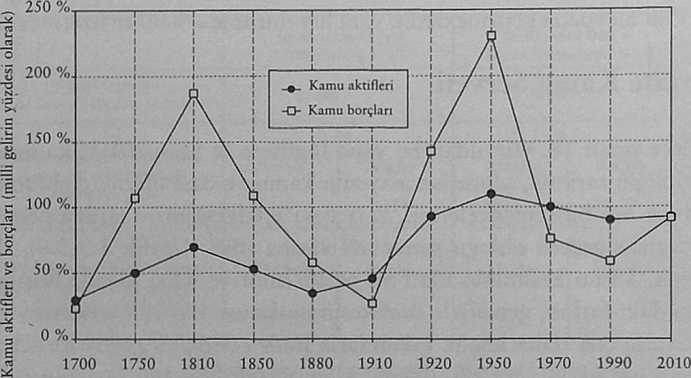 Kamu aktifleri ve borçları (milli gelirin yüzdesi olarak)
250 %
200 %
150 %
100 %
50 %
0 %
Kamu aktifleri
Kamu borçları
1700 1750 1810 1850 1880 1910 1920 1950 1970 1990 2010